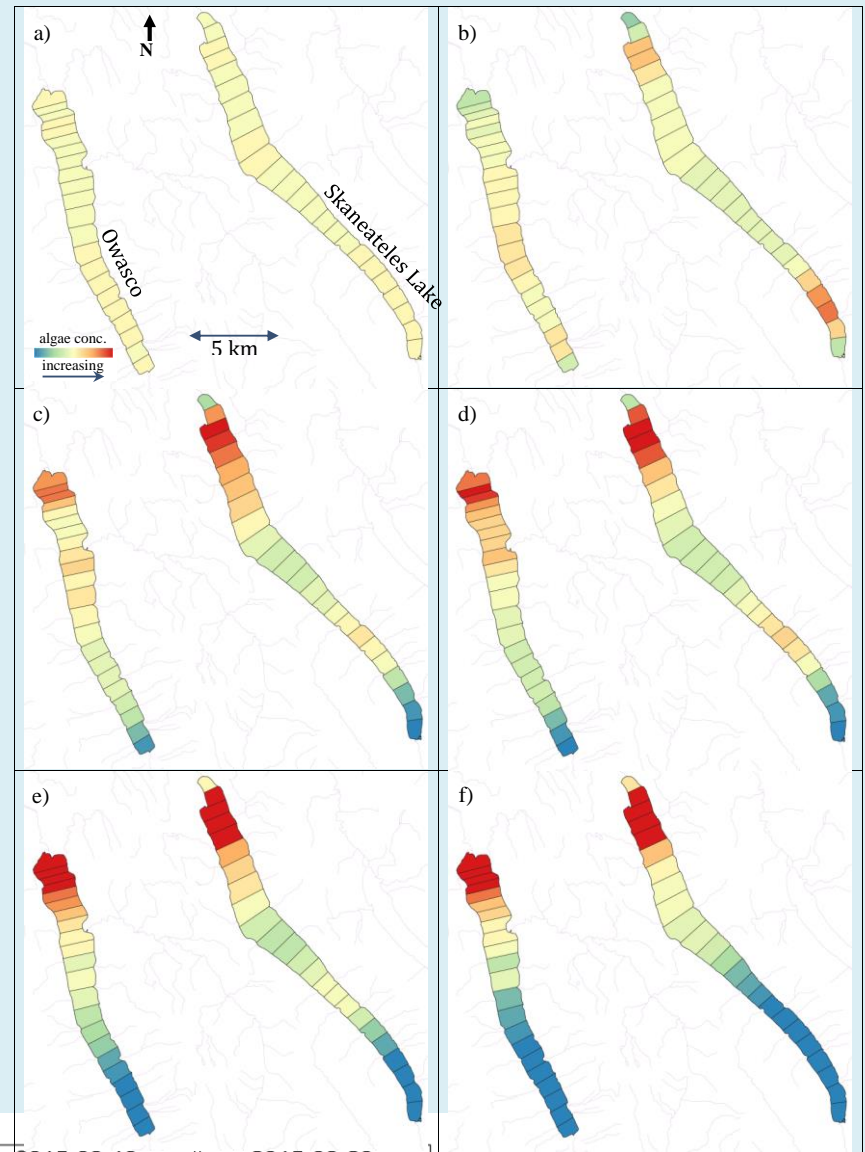 a)
N
Owasco
Skaneateles Lake
algae conc.
increasing
5 km
b)
c)
d)
e)
f)